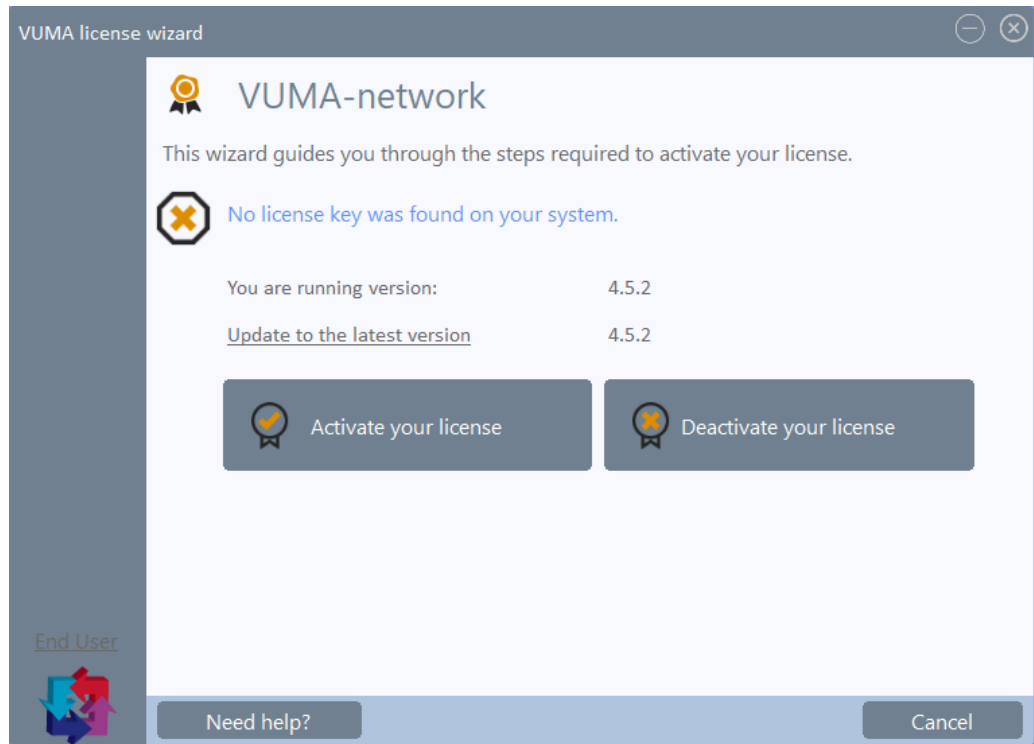 VUMA license wizard
VUMA-network
This wizard guides you through the steps required to activate your license.
No license key was found on your system.
You are running version: 4.5.2
Update to the latest version 4.5.2
Activate your license Deactivate your license
End User
Need help? Cancel